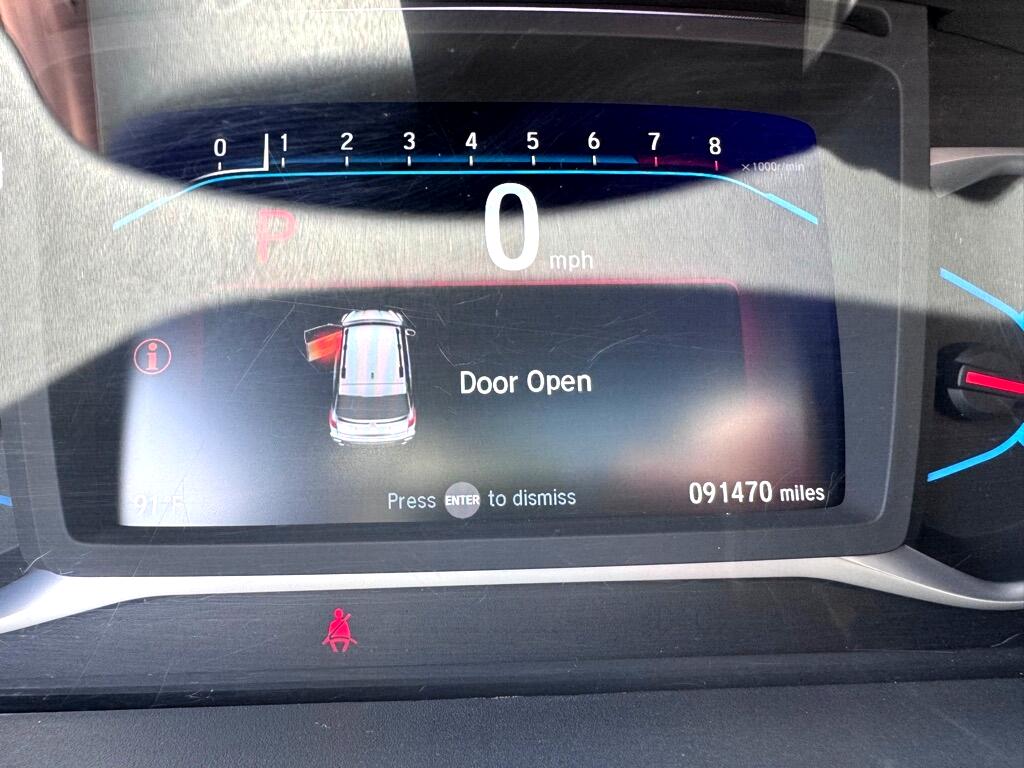 0 1 2 3 4 5 6 7 8
×1000r/min
P 0 mph
Door Open
Press ENTER to dismiss
091470 miles